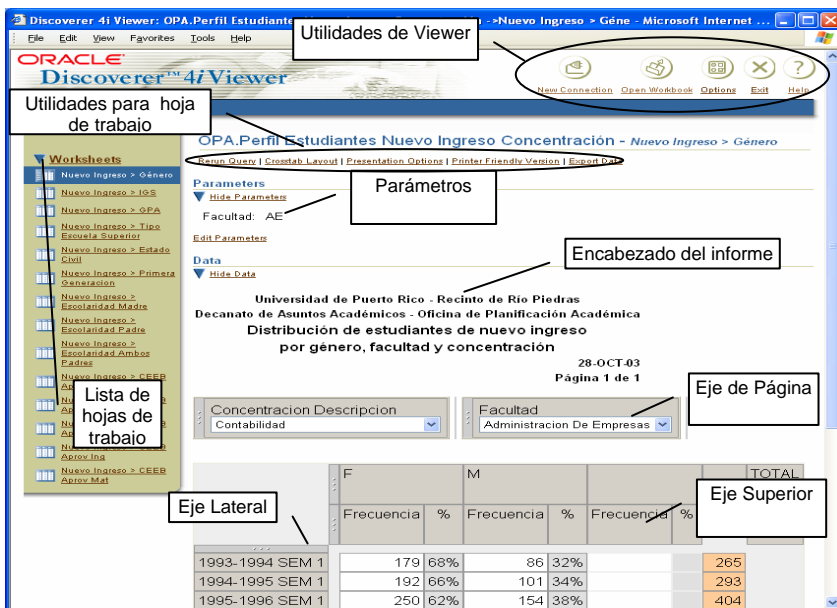 Discoverer 4i Viewer: OPA.Perfil Estudiante
->Nuevo Ingreso > Géne - Microsoft Internet ...
File Edit View Favorites Tools Help
Utilidades de Viewer
ORACLE
Discoverer™ 4i Viewer
New Connection Open Workbook Options Exit Help
Utilidades para hoja
de trabajo
OPA.Perfil Estudiantes Nuevo Ingreso Concentración - Nuevo Ingreso > Género
Rerun Query | Crosstab Layout | Presentation Options | Printer Friendly Version | Export Data
Worksheets
Nuevo Ingreso > Género
Nuevo Ingreso > IGS
Nuevo Ingreso > GPA
Nuevo Ingreso > Tipo
Escuela Superior
Nuevo Ingreso > Estado
Civil
Nuevo Ingreso > Primera
Generacion
Nuevo Ingreso >
Escolaridad Madre
Nuevo Ingreso >
Escolaridad Padre
Nuevo Ingreso >
Escolaridad Ambos
Padres
Nuevo Ingreso > CEEB
Lista de
hojas de
trabajo
Aprov Ing
Nuevo Ingreso > CEEB
Aprov Mat
Parameters
Hide Parameters
Parámetros
Facultad: AE
Edit Parameters
Data
Hide Data
Encabezado del informe
Universidad de Puerto Rico - Recinto de Río Piedras
Decanato de Asuntos Académicos - Oficina de Planificación Académica
Distribución de estudiantes de nuevo ingreso
por género, facultad y concentración
28-OCT-03
Página 1 de 1
Eje de Página
Concentracion Descripcion
Contabilidad
Facultad
Administracion De Empresas
F M TOTAL
Eje Superior
Eje Lateral
Frecuencia % Frecuencia % Frecuencia %
1993-1994 SEM 1 179 68% 86 32% 265
1994-1995 SEM 1 192 66% 101 34% 293
1995-1996 SEM 1 250 62% 154 38% 404